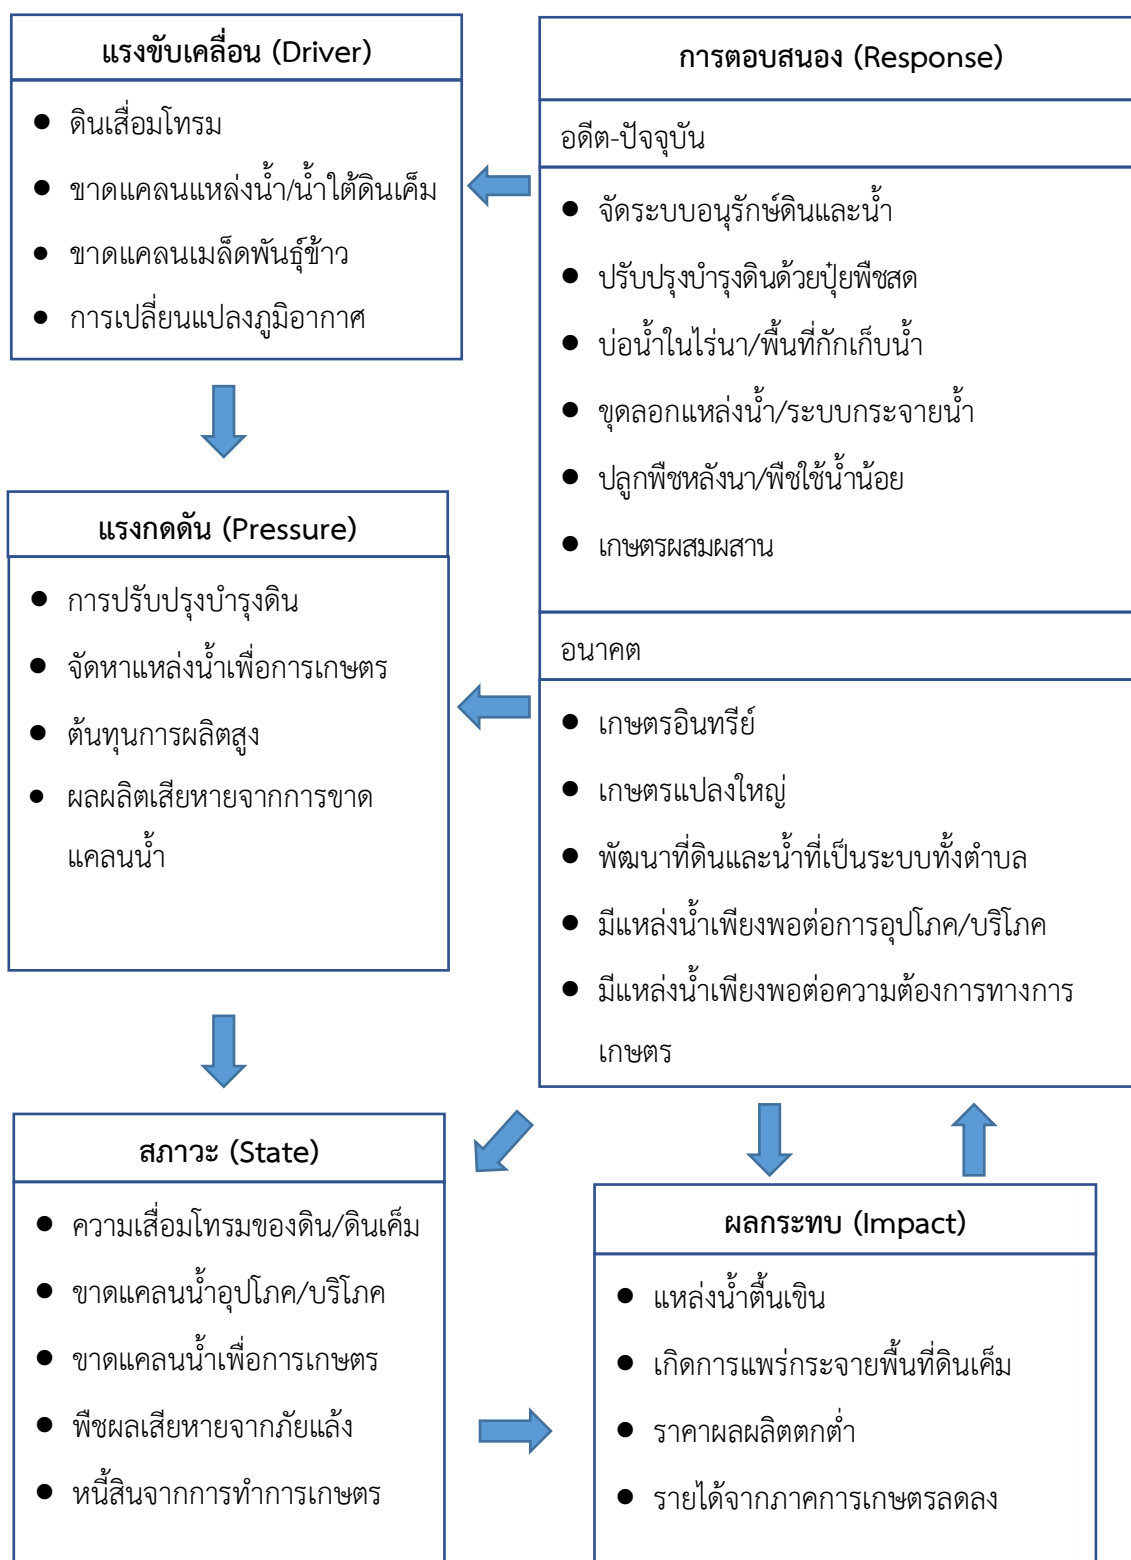 แรงขับเคลื่อน (Driver)
ดินเสื่อมโทรม
ขาดแคลนแหล่งน้ำ/น้ำใต้ดินเค็ม
ขาดแคลนเมล็ดพันธุ์ข้าว
การเปลี่ยนแปลงภูมิอากาศ
แรงกดดัน (Pressure)
การปรับปรุงบำรุงดิน
จัดหาแหล่งน้ำเพื่อการเกษตร
ต้นทุนการผลิตสูง
ผลผลิตเสียหายจากการขาด
แคลนน้ำ
สภาวะ (State)
ความเสื่อมโทรมของดิน/ดินเค็ม
ขาดแคลนน้ำอุปโภค/บริโภค
ขาดแคลนน้ำเพื่อการเกษตร
พืชผลเสียหายจากภัยแล้ง
หนี้สินจากการทำการเกษตร
การตอบสนอง (Response)
อดีต-ปัจจุบัน
จัดระบบอนุรักษ์ดินและน้ำ
ปรับปรุงบำรุงดินด้วยปุ๋ยพืชสด
บ่อน้ำในไร่นา/พื้นที่กักเก็บน้ำ
ขุดลอกแหล่งน้ำ/ระบบกระจายน้ำ
ปลูกพืชหลังนา/พืชใช้น้ำน้อย
เกษตรผสมผสาน
อนาคต
เกษตรอินทรีย์
เกษตรแปลงใหญ่
พัฒนาที่ดินและน้ำที่เป็นระบบทั้งตำบล
มีแหล่งน้ำเพียงพอต่อการอุปโภค/บริโภค
มีแหล่งน้ำเพียงพอต่อความต้องการทางการ
เกษตร
ผลกระทบ (Impact)
แหล่งน้ำตื้นเขิน
เกิดการแพร่กระจายพื้นที่ดินเค็ม
ราคาผลผลิตตกต่ำ
รายได้จากภาคการเกษตรลดลง